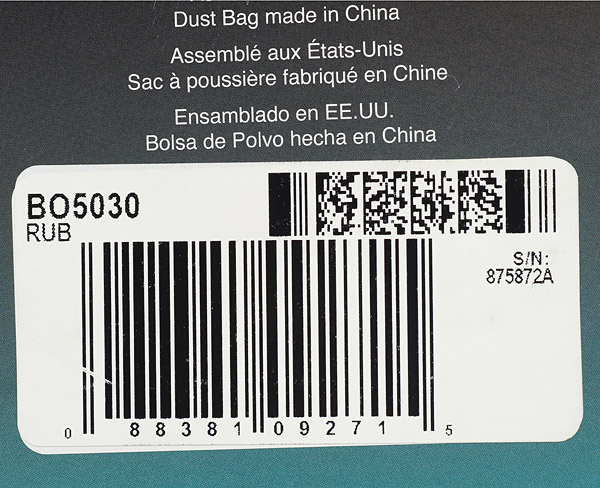 Dust Bag made in China
Assemblé aux États-Unis
Sac à poussière fabriqué en Chine
Ensamblado en EE.UU.
Bolsa de Polvo hecha en China
BO5030
RUB
S/N:
875872A
0 88381 09271 5